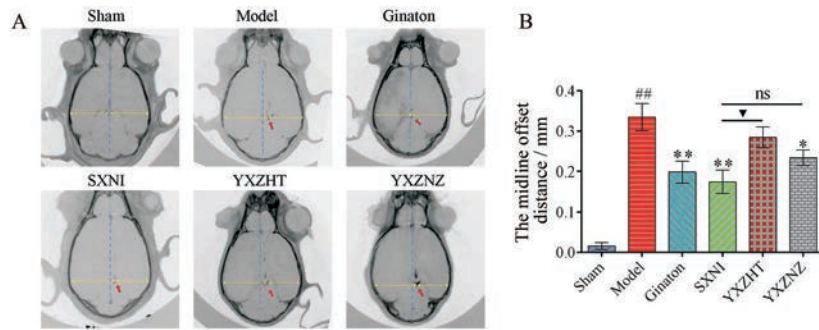 A
Sham
Model
Ginaton
SXNI
YXZHT
YXZNZ
B
The midline offset
distance / mm
0.4
0.3
0.2
0.1
0.0
##
**
**
▼
ns
*
Sham
Model
Ginaton
SXNI
YXZHT
YXZNZ